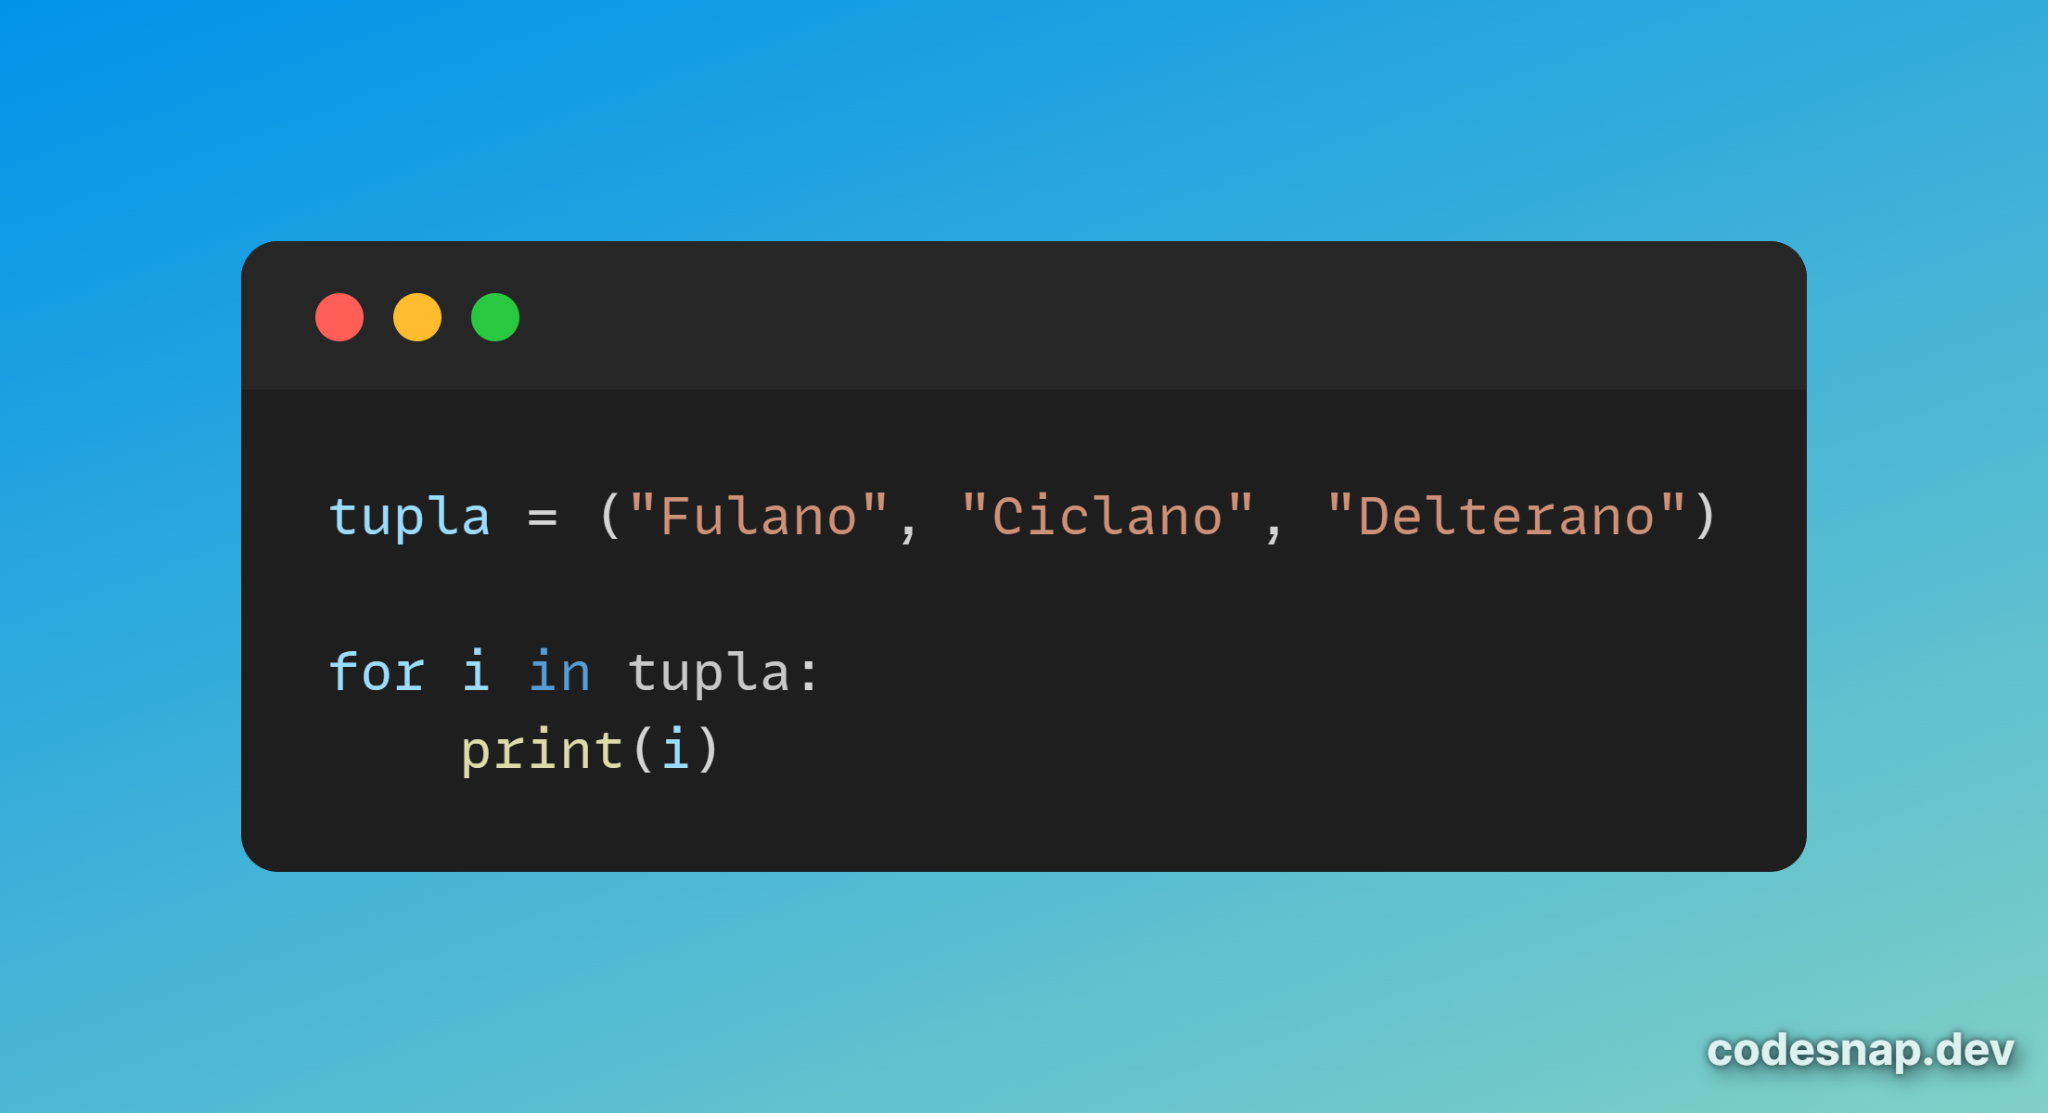 tupla = ("Fulano", "Ciclano", "Delterano")
for i in tupla:
    print(i)
codesnap.dev